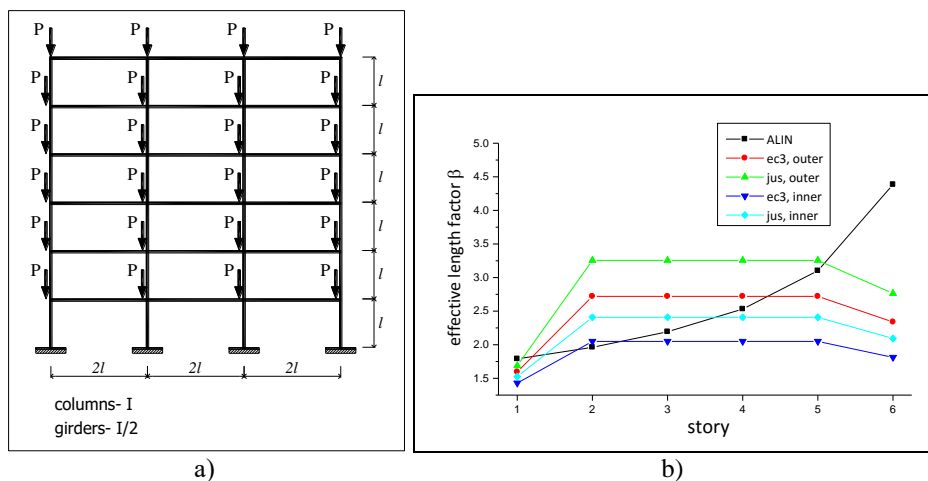 P P P P
P P P P
P P P P
P P P P
P P P P
P P P P
l
l
l
l
l
l
2l 2l 2l
columns- I
girders- I/2
a)
ALIN
ec3, outer
jus, outer
ec3, inner
jus, inner
effective length factor β
5.0
4.5
4.0
3.5
3.0
2.5
2.0
1.5
1 2 3 4 5 6
story
b)